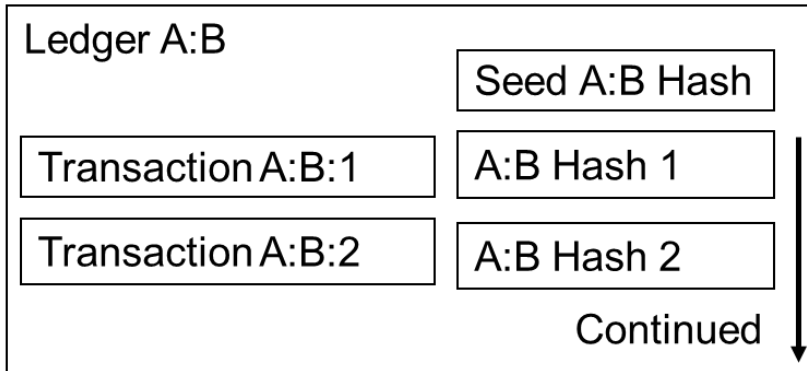 Ledger A:B
Seed A:B Hash
Transaction A:B:1
A:B Hash 1
Transaction A:B:2
A:B Hash 2
Continued